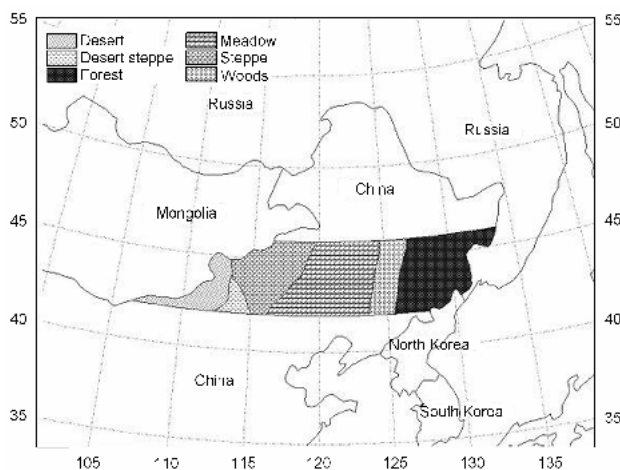 55 55
Desert Meadow
Desert steppe Steppe
Forest Woods
Russia
50 Russia 50
China
Mongolia
45 45
40 40
North Korea
China
South Korea
35 35
105 110 115 120 125 130 135